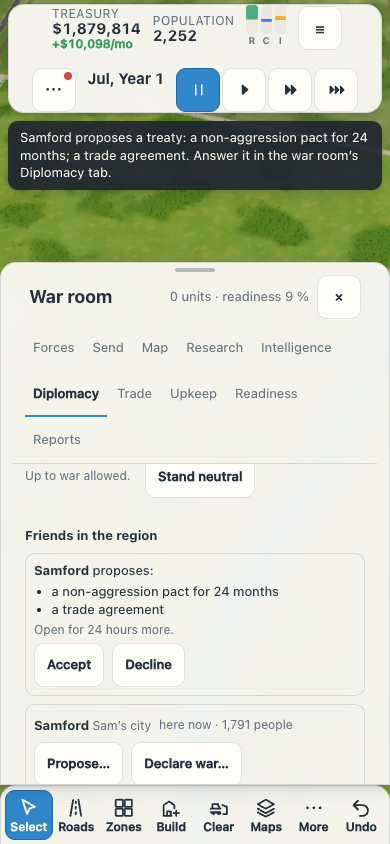 TREASURY
$1,879,814
+$10,098/mo
POPULATION
2,252
R C I
Jul, Year 1
Samford proposes a treaty: a non-aggression pact for 24
months; a trade agreement. Answer it in the war room's
Diplomacy tab.
War room
0 units · readiness 9 %
Forces Send Map Research Intelligence
Diplomacy Trade Upkeep Readiness
Reports
Up to war allowed. Stand neutral
Friends in the region
Samford proposes:
• a non-aggression pact for 24 months
• a trade agreement
Open for 24 hours more.
Accept Decline
Samford Sam's city here now · 1,791 people
Propose... Declare war...
Select Roads Zones Build Clear Maps More Undo